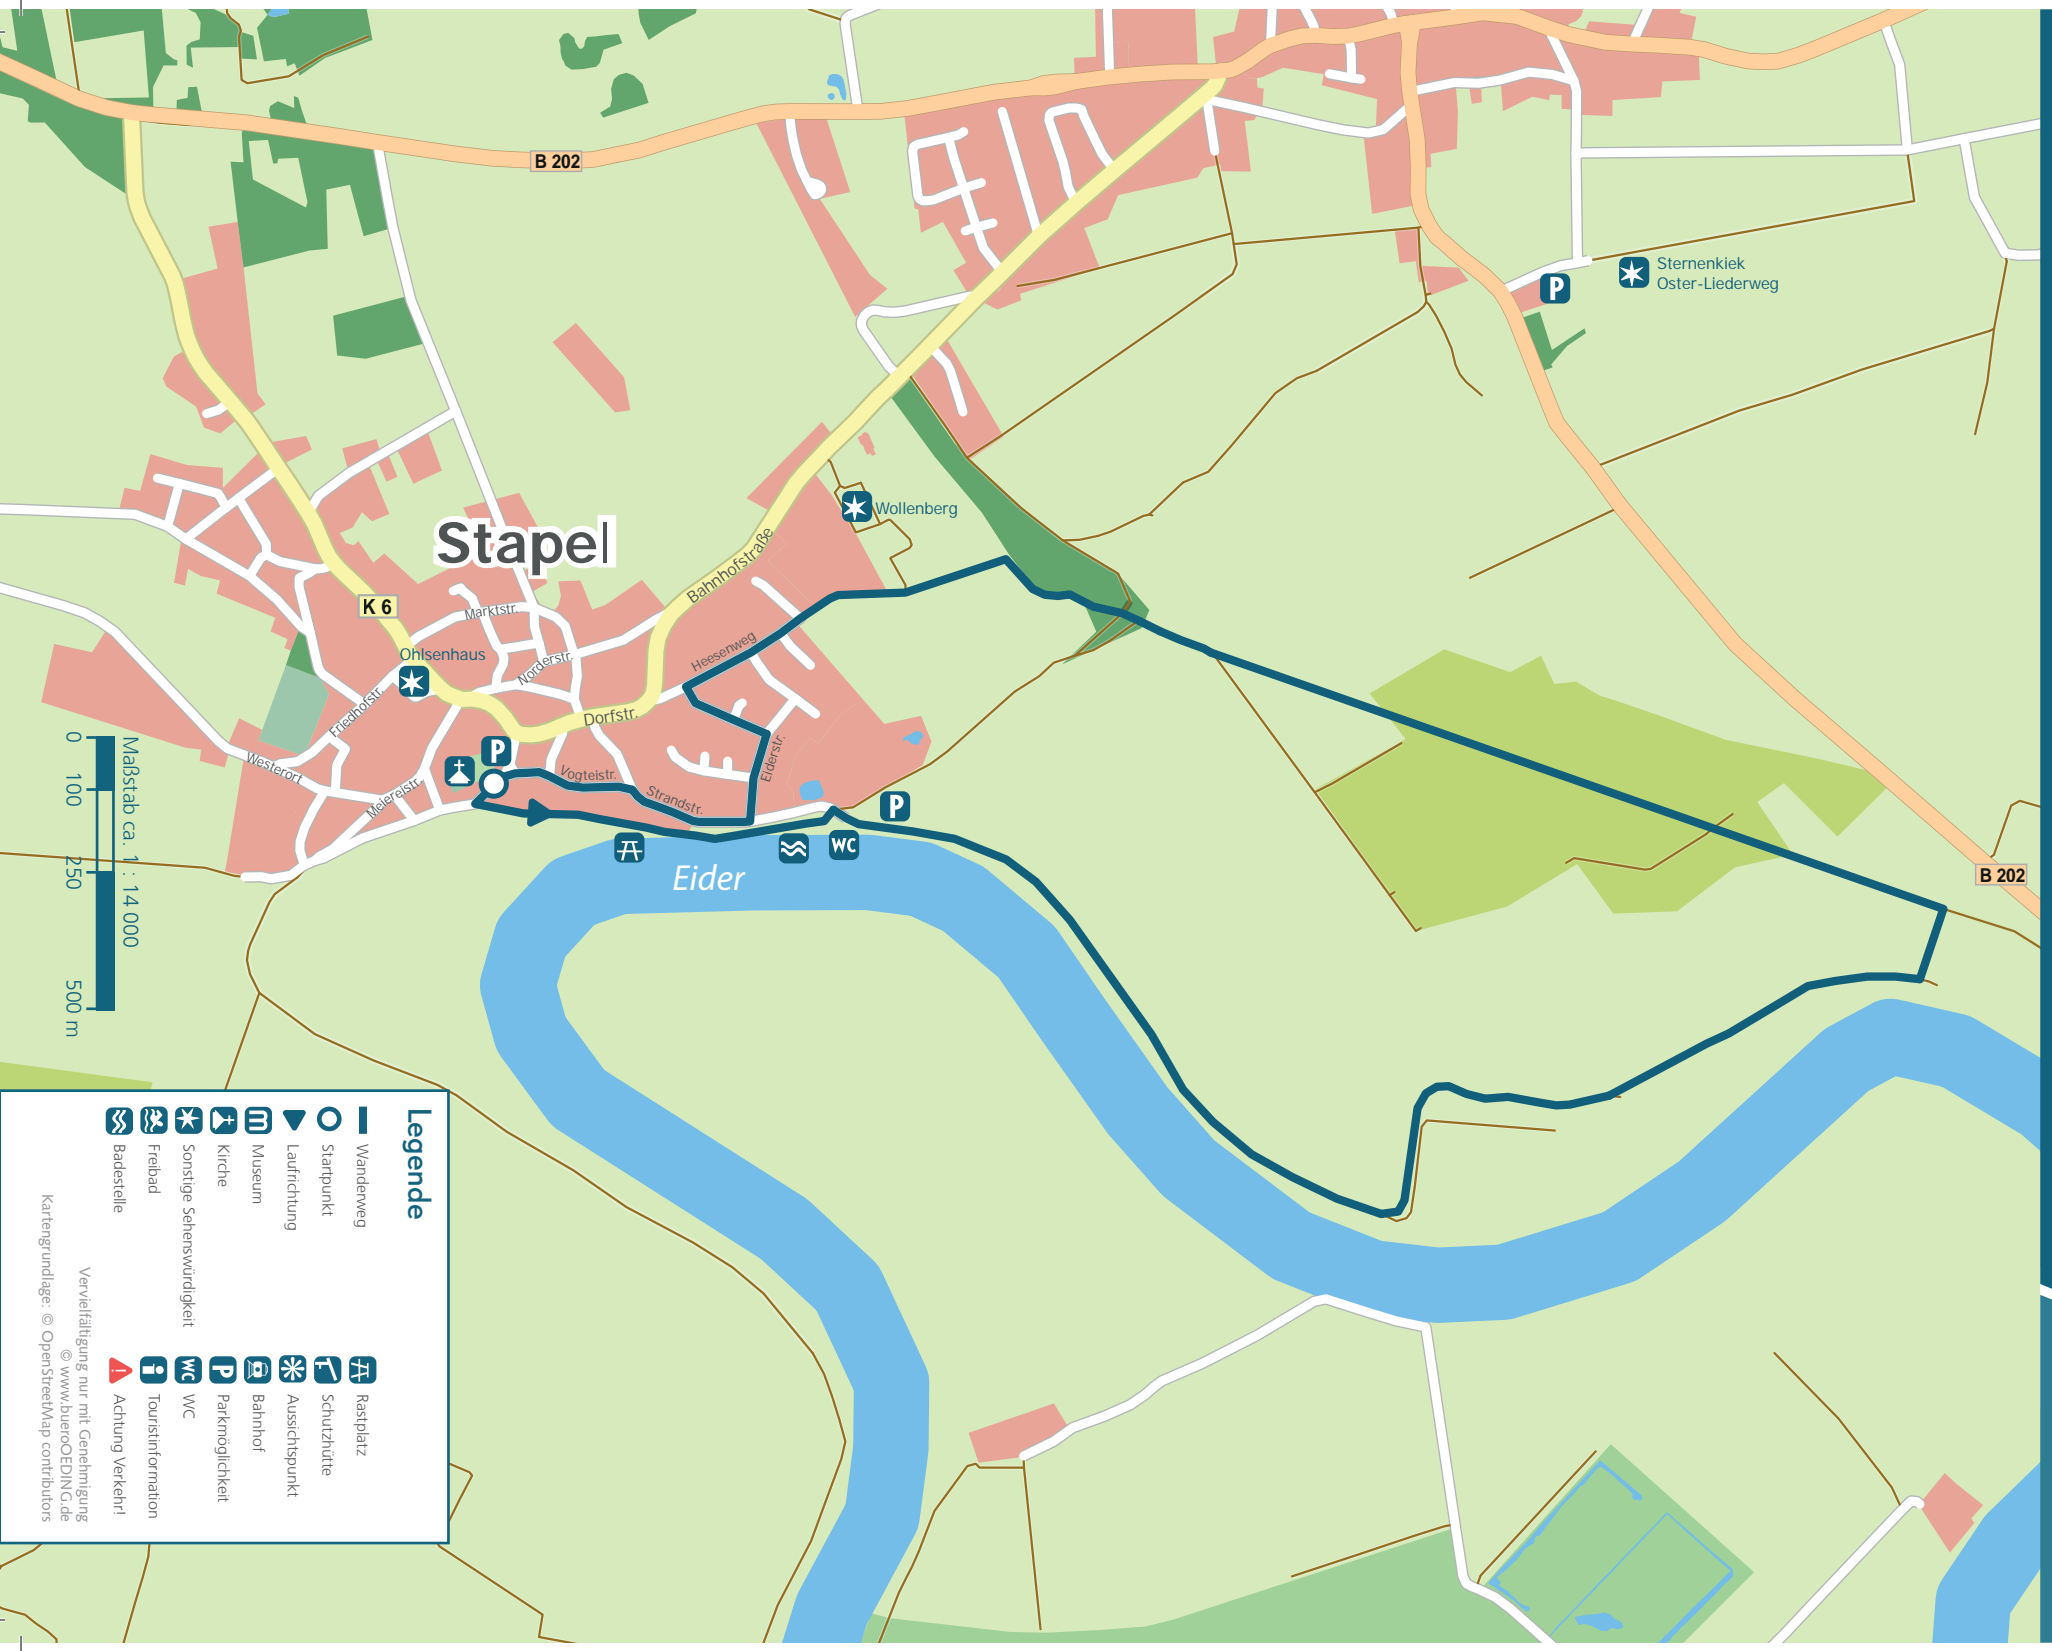 B 202
Sternenkiek
Oster-Liederweg
P
Wollenberg
Stapel
Bahnhofstraße
K 6
Marktstr.
Ohlsenhaus
Norderstr.
Heesenweg
Friedhofstr.
Dorfstr.
Westerort
P
Vogteistr.
Eiderstr.
Meiereistr.
Strandstr.
P
WC
Eider
B 202
Maßstab ca. 1 : 14 000
0 100 250 500 m
Legende
Wanderweg
Startpunkt
Laufrichtung
m Museum
Kirche
Sonstige Sehenswürdigkeit
Freibad
Badestelle
Rastplatz
Schutzhütte
Aussichtspunkt
Bahnhof
P Parkmöglichkeit
WC WC
i Touristinformation
! Achtung Verkehr!
Vervielfältigung nur mit Genehmigung
© www.bueroOEDING.de
Kartengrundlage: © OpenStreetMap contributors